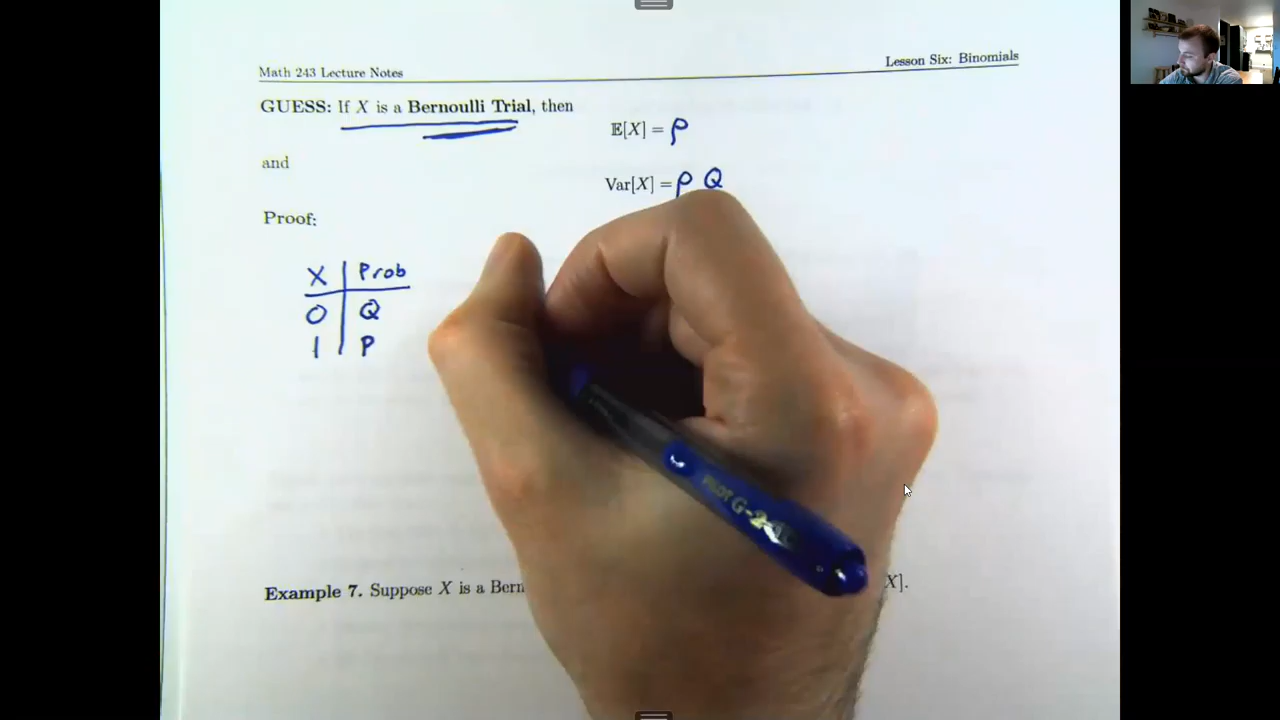 Math 243 Lecture Notes
Lesson Six: Binomials
GUESS: If X is a Bernoulli Trial, then
𝔼[X] = p
and
Var[X] = p Q
Proof:
X | Prob
0 | Q
1 | P
PILOT G-2
Example 7. Suppose X is a Bern
X].